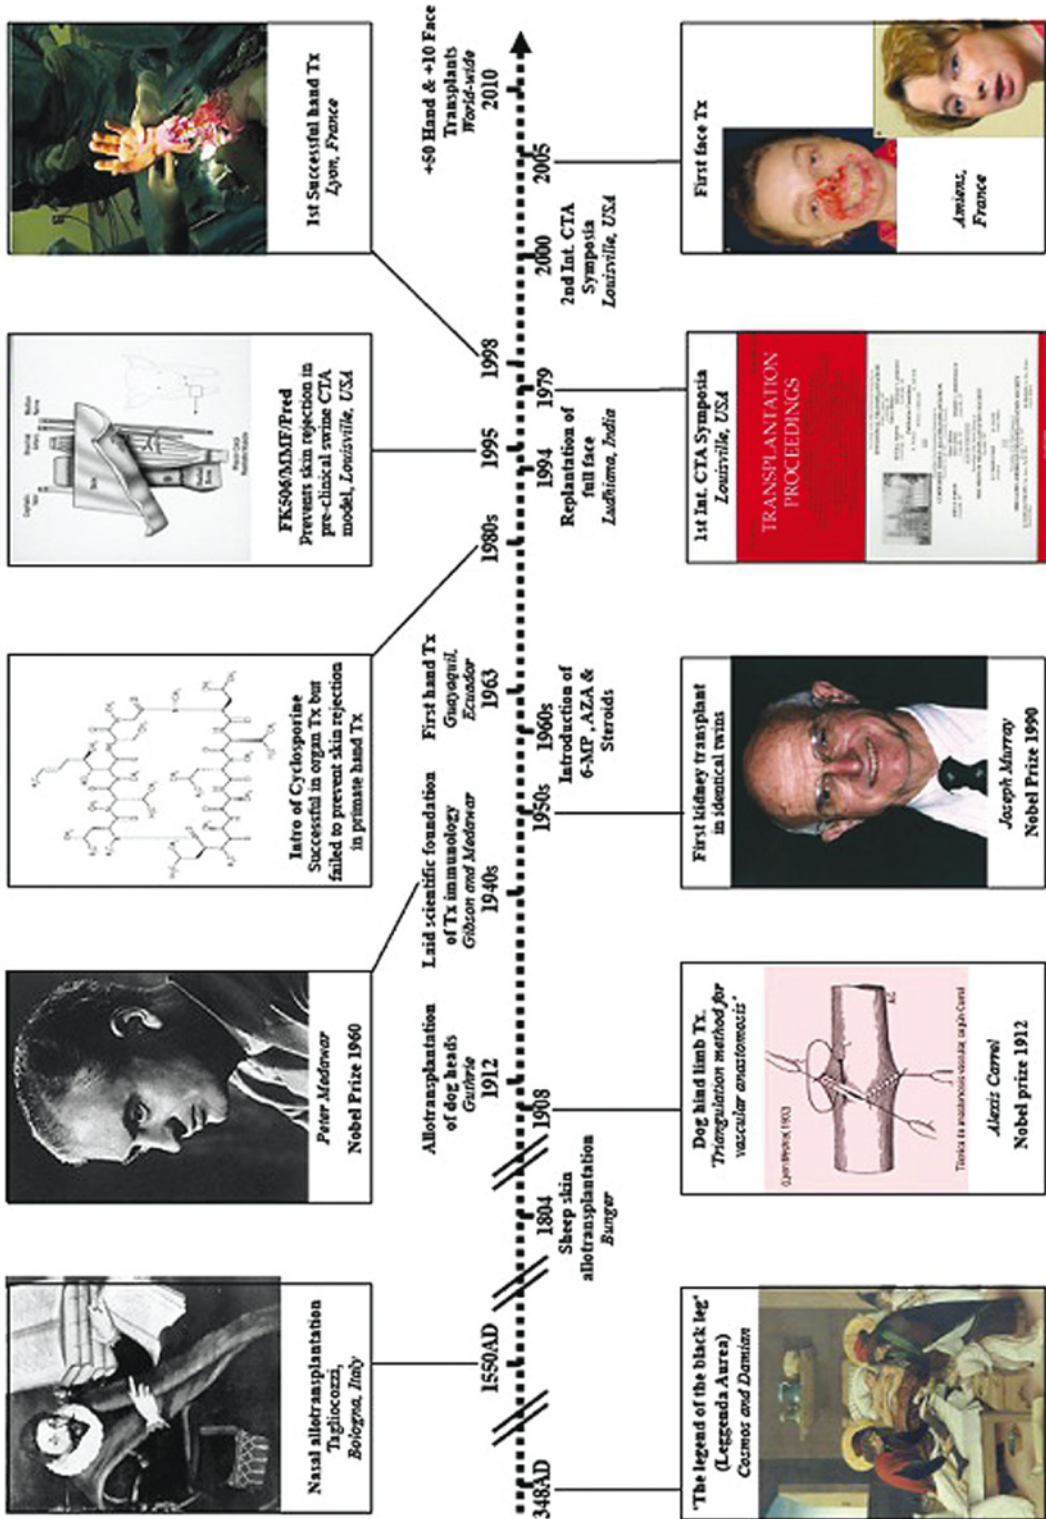 Nasal allotransplantation
Tagliocozzi,
Bologna, Italy
Peter Medawar
Nobel Prize 1960
Intro of Cyclosporine
Successful in organ Tx but
failed to prevent skin rejection
in primate hand Tx
FK506/MMF/Pred
Prevents skin rejection in
pre-clinical swine CTA
model, Louisville, USA
1st Successful hand Tx
Lyon, France
Allotransplantation
of dog heads
Guthrie
1912
Laid scientific foundation
of Tx immunology
Gibson and Medawar
1940s
First hand Tx
Guayaquil,
Ecuador
1963
+50 Hand & +10 Face
Transplants
World-wide
2010
1550AD
1980s
1995
1998
348AD
1804
Sheep skin
allotransplantation
Bunger
1908
1950s
1960s
Introduction of
6-MP, AZA &
Steroids
1994
Replantation of
full face
Ludhiana, India
1979
2000
2nd Int. CTA
Symposia
Louisville, USA
2005
"The legend of the black leg"
(Leggenda Aurea)
Cosmos and Damian
Dog hind limb Tx.
'Triangulation method for
vascular anastomosis'
Alexis Carrel
Nobel prize 1912
First kidney transplant
in identical twins
Joseph Murray
Nobel Prize 1990
1st Int. CTA Symposia
Louisville, USA
TRANSPLANTATION
PROCEEDINGS
First face Tx
Amiens,
France